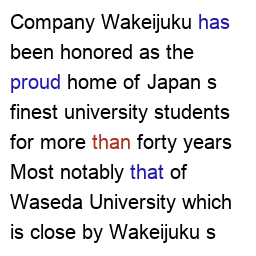 Company Wakeijuku has
been honored as the
proud home of Japan s
finest university students
for more than forty years
Most notably that of
Waseda University which
is close by Wakeijuku s